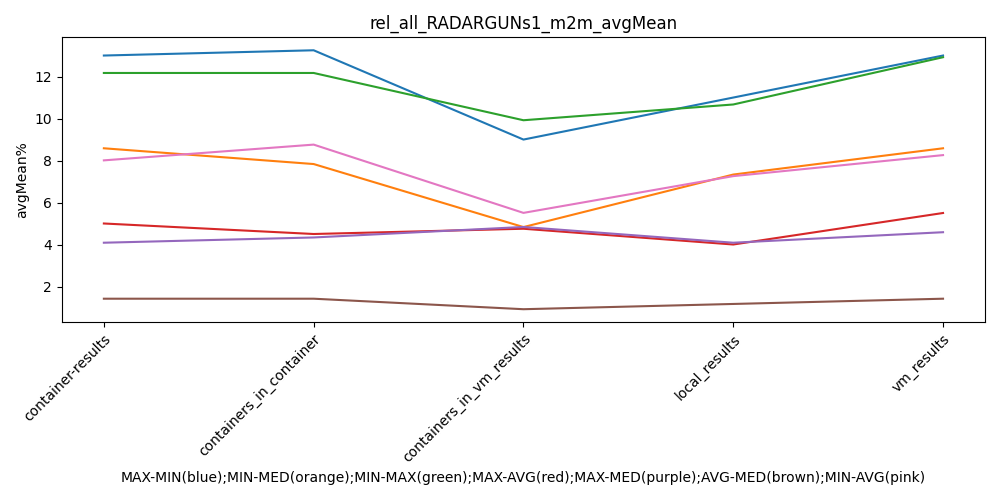 rel_all_RADARGUNs1_m2m_avgMean
avgMean%
12
10
8
6
4
2
container-results
containers_in_container
containers_in_vm_results
local_results
vm_results
MAX-MIN(blue);MIN-MED(orange);MIN-MAX(green);MAX-AVG(red);MAX-MED(purple);AVG-MED(brown);MIN-AVG(pink)